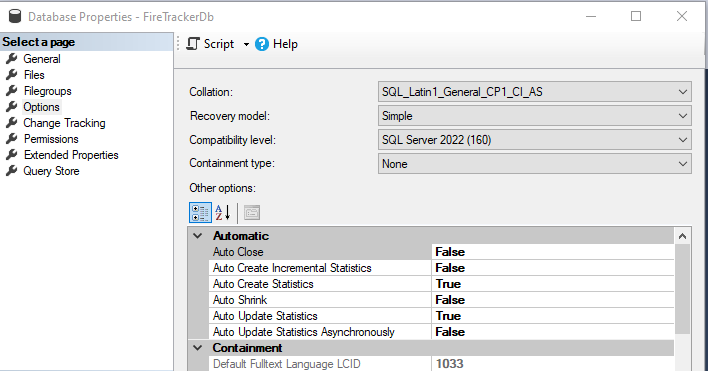 Database Properties - FireTrackerDb
Select a page
General
Files
Filegroups
Options
Change Tracking
Permissions
Extended Properties
Query Store
Script
Help
Collation: SQL_Latin1_General_CP1_CI_AS
Recovery model: Simple
Compatibility level: SQL Server 2022 (160)
Containment type: None
Other options:
A Z
Automatic
Auto Close False
Auto Create Incremental Statistics False
Auto Create Statistics True
Auto Shrink False
Auto Update Statistics True
Auto Update Statistics Asynchronously False
Containment
Default Fulltext Language LCID 1033